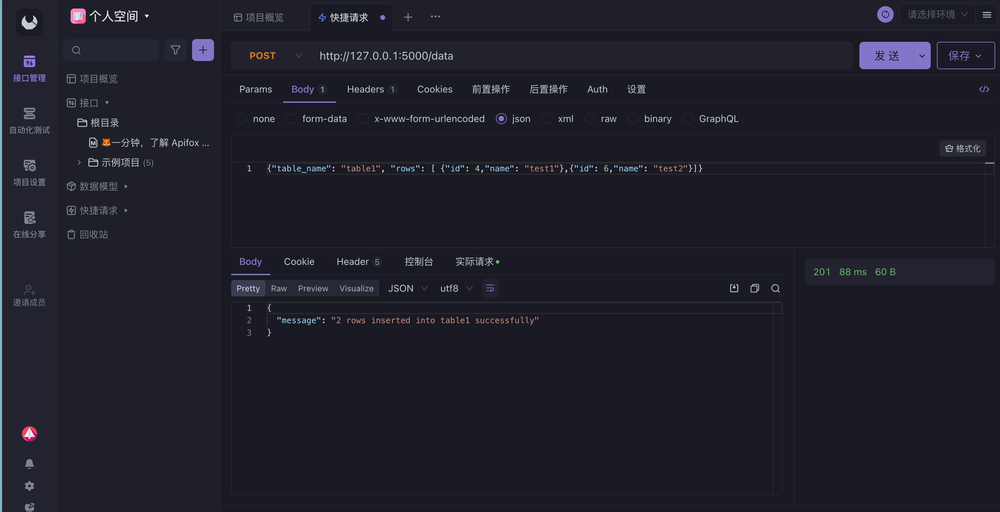 个人空间
项目概览
快捷请求
请选择环境
接口管理
自动化测试
项目设置
在线分享
邀请成员
项目概览
接口
根目录
🦊一分钟，了解 Apifox ...
示例项目 (5)
数据模型
快捷请求
回收站
POST
http://127.0.0.1:5000/data
发 送
保存
Params Body 1 Headers 1 Cookies 前置操作 后置操作 Auth 设置
none form-data x-www-form-urlencoded json xml raw binary GraphQL
格式化
1 {"table_name": "table1", "rows": [ {"id": 4,"name": "test1"},{"id": 6,"name": "test2"}]}
Body Cookie Header 5 控制台 实际请求
201 88 ms 60 B
Pretty Raw Preview Visualize JSON utf8
1 {
2 "message": "2 rows inserted into table1 successfully"
3 }